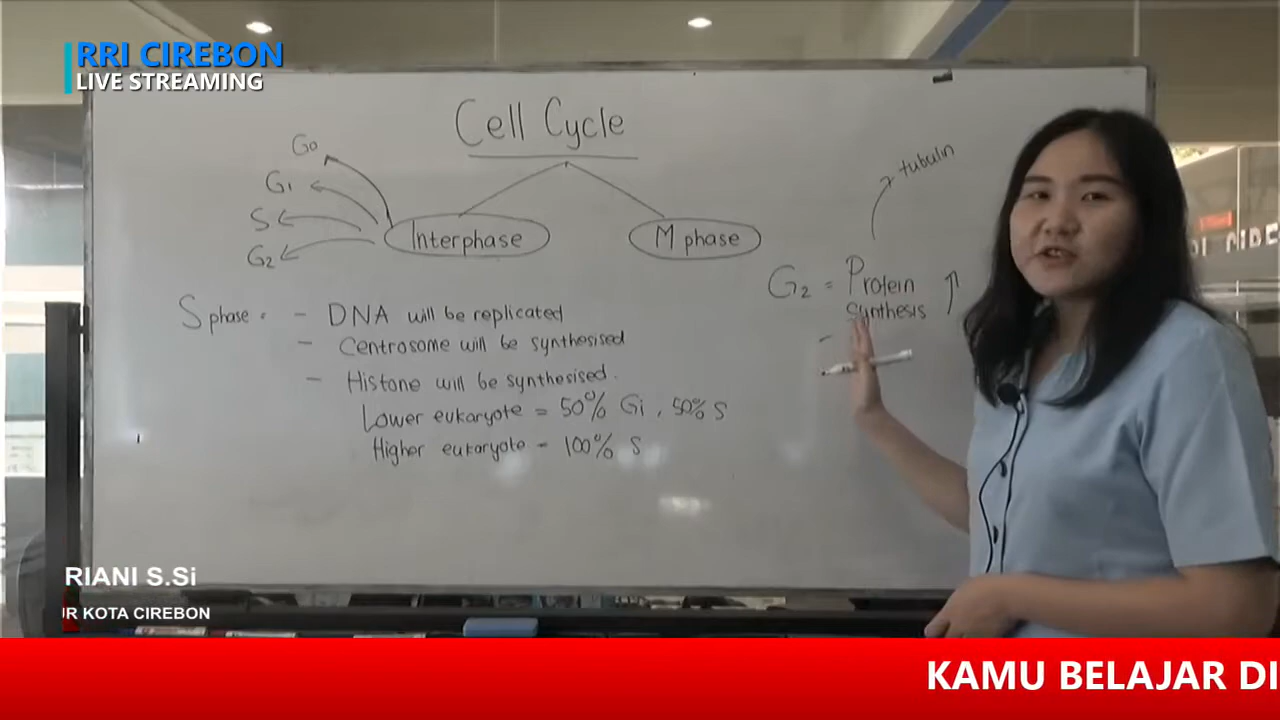 RRI CIREBON
LIVE STREAMING
Cell Cycle
G0
G1
S
G2
Interphase
M phase
tubulin
G2 = Protein
synthesis
S phase
- DNA will be replicated
- Centrosome will be synthesised
- Histone will be synthesised.
Lower eukaryote = 50% G1, 50% S
Higher eukaryote = 100% S
RIANI S.Si
UR KOTA CIREBON
KAMU BELAJAR DI